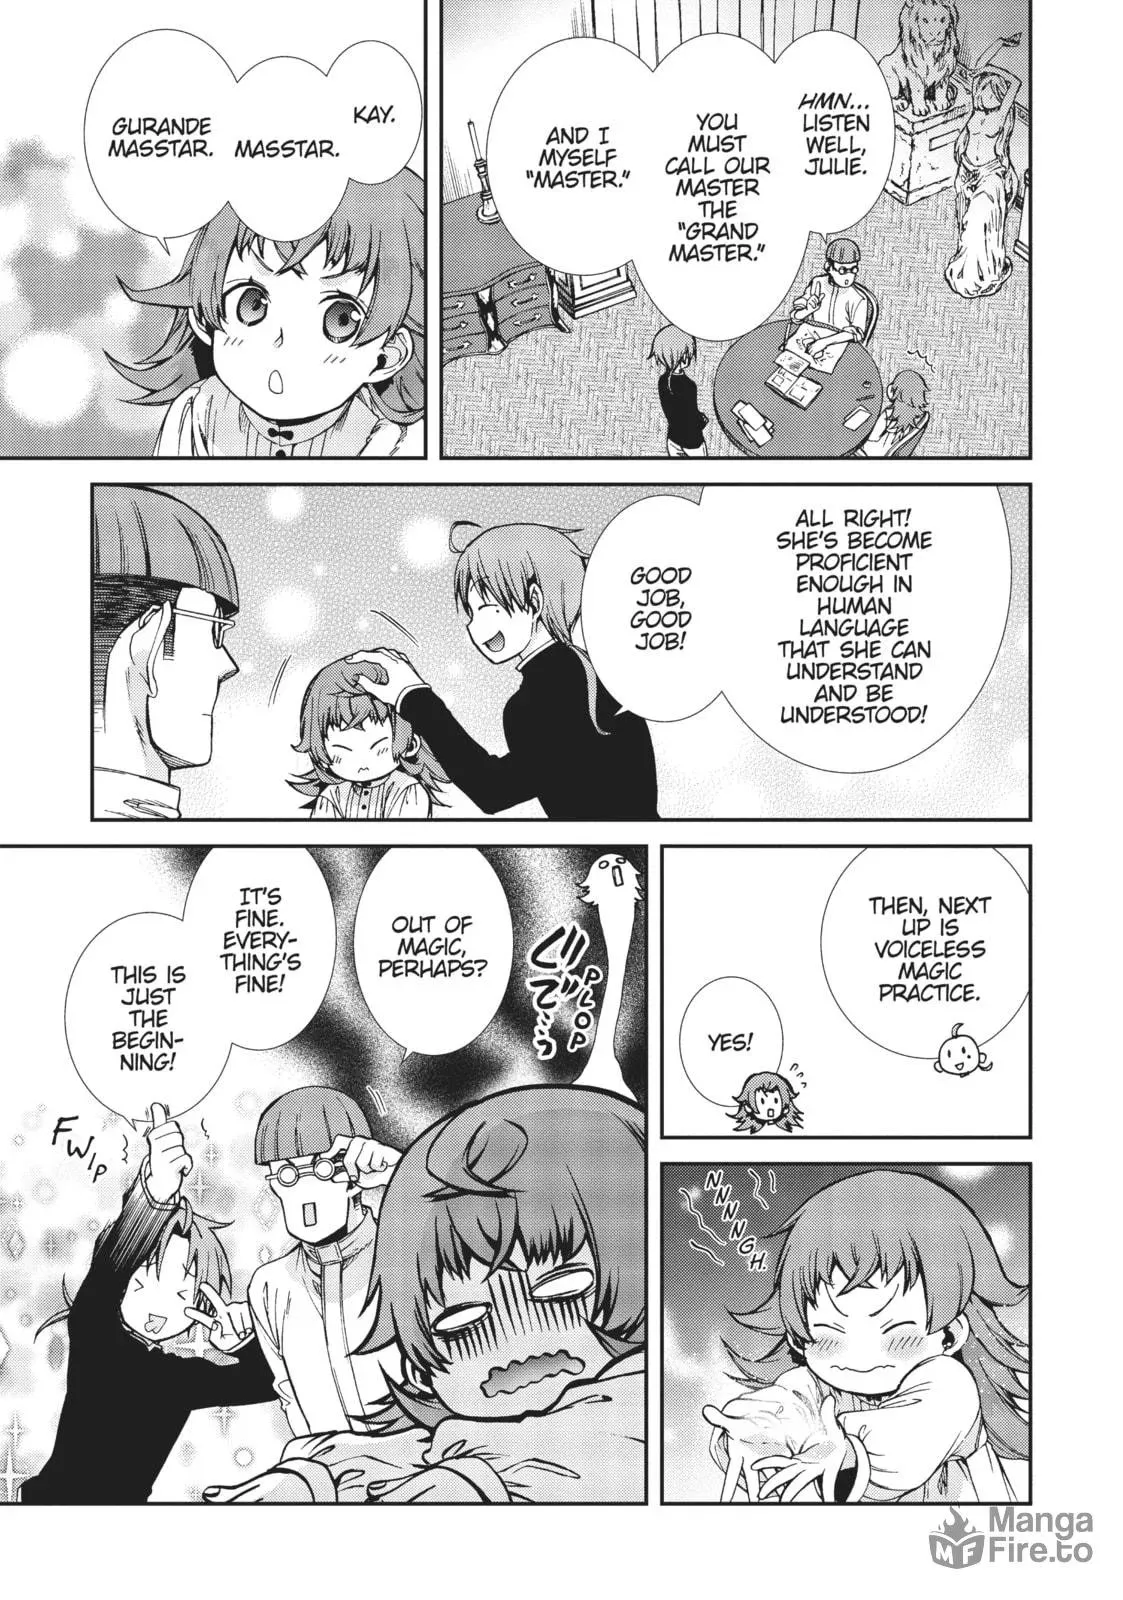 HMN...
LISTEN
WELL,
JULIE.
YOU
MUST
CALL OUR
MASTER
THE
"GRAND
MASTER."
AND I
MYSELF
"MASTER."
KAY.
MASSTAR.
GURANDE
MASSTAR.
ALL RIGHT!
SHE'S BECOME
PROFICIENT
ENOUGH IN
HUMAN
LANGUAGE
THAT SHE CAN
UNDERSTAND
AND BE
UNDERSTOOD!
GOOD
JOB,
GOOD
JOB!
THEN, NEXT
UP IS
VOICELESS
MAGIC
PRACTICE.
YES!
NNNNGH.
PLOP
OUT OF
MAGIC,
PERHAPS?
IT'S
FINE.
EVERY-
THING'S
FINE!
THIS IS
JUST
THE
BEGIN-
NING!
FWIP
Manga
Fire.to
MF